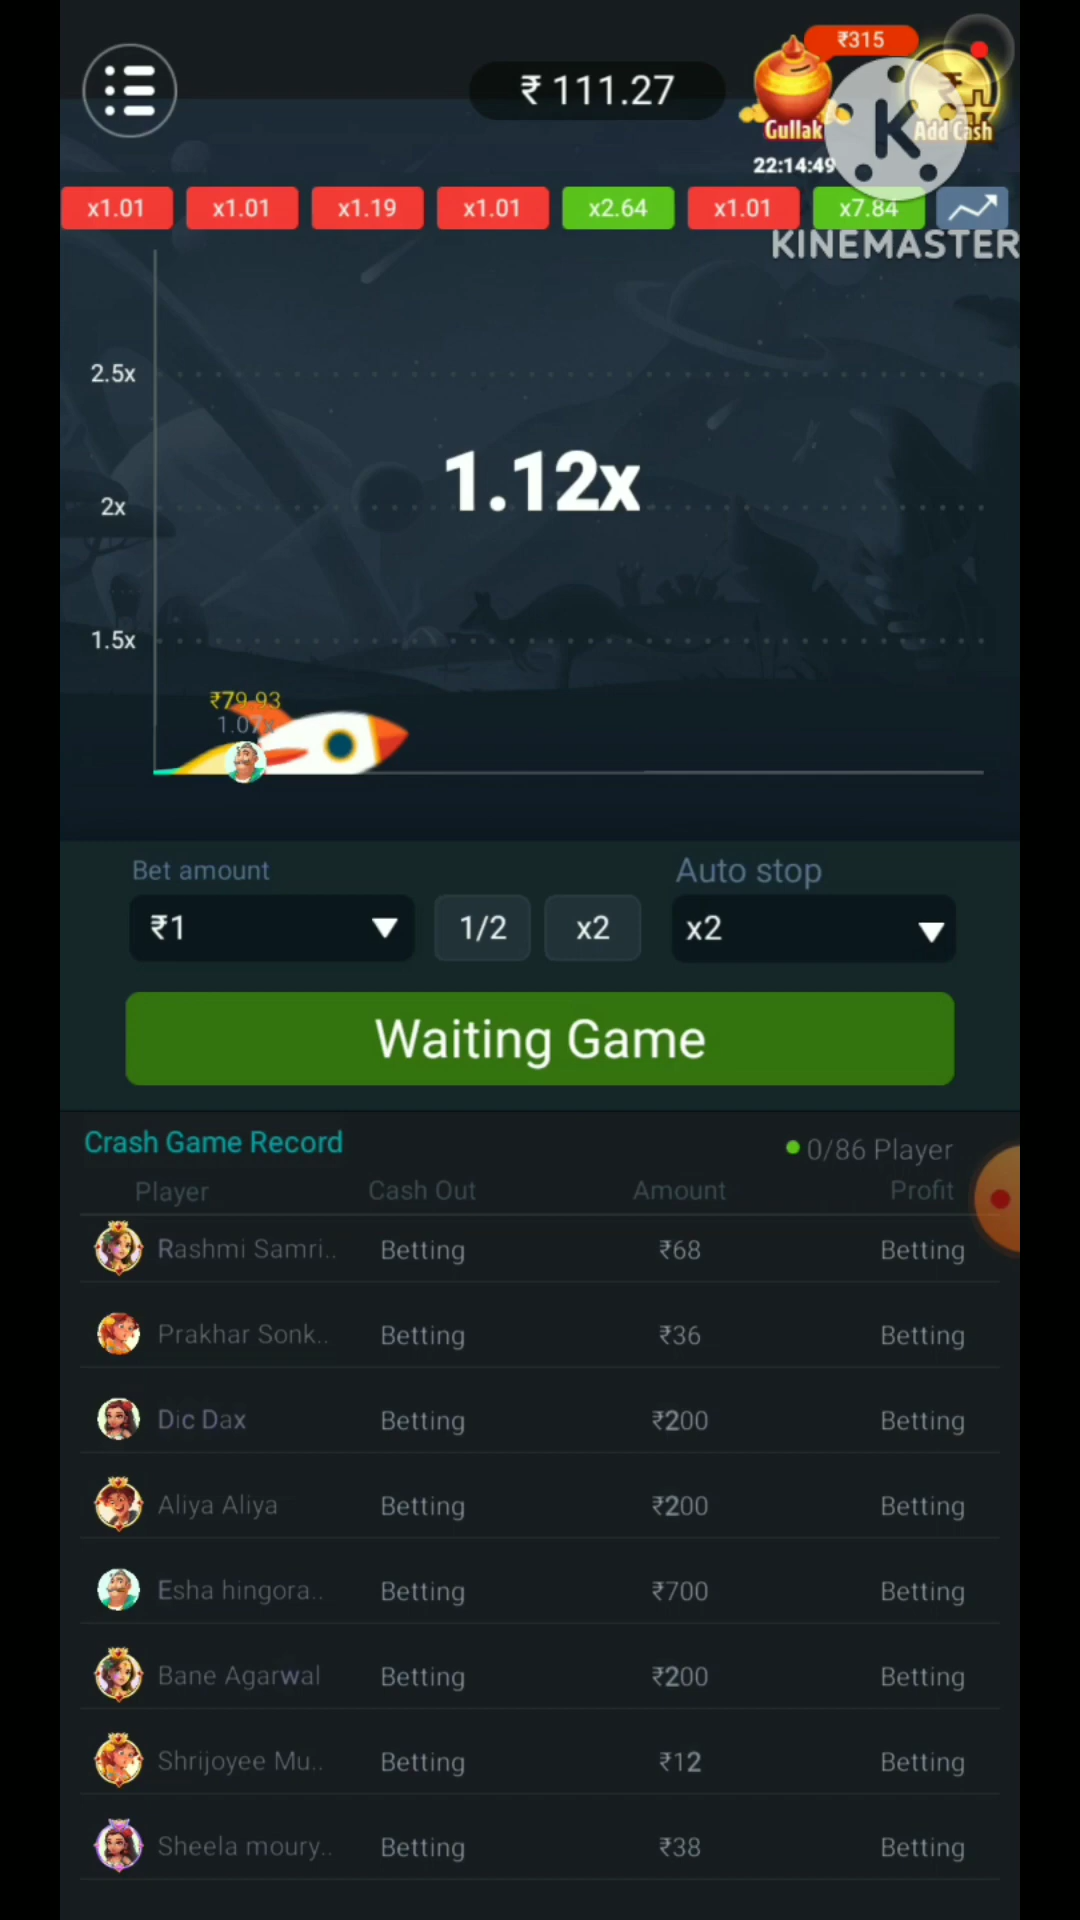 ₹315
₹ 111.27
Gullak
Add Cash
22:14:49
K
x1.01 x1.01 x1.19 x1.01 x2.64 x1.01 x7.84
KINEMASTER
2.5x
1.12x
2x
1.5x
₹79.93
1.07x
Bet amount Auto stop
₹1 1/2 x2 x2
Waiting Game
Crash Game Record 0/86 Player
Player Cash Out Amount Profit
Rashmi Samri.. Betting ₹68 Betting
Prakhar Sonk.. Betting ₹36 Betting
Dic Dax Betting ₹200 Betting
Aliya Aliya Betting ₹200 Betting
Esha hingora.. Betting ₹700 Betting
Bane Agarwal Betting ₹200 Betting
Shrijoyee Mu.. Betting ₹12 Betting
Sheela moury.. Betting ₹38 Betting